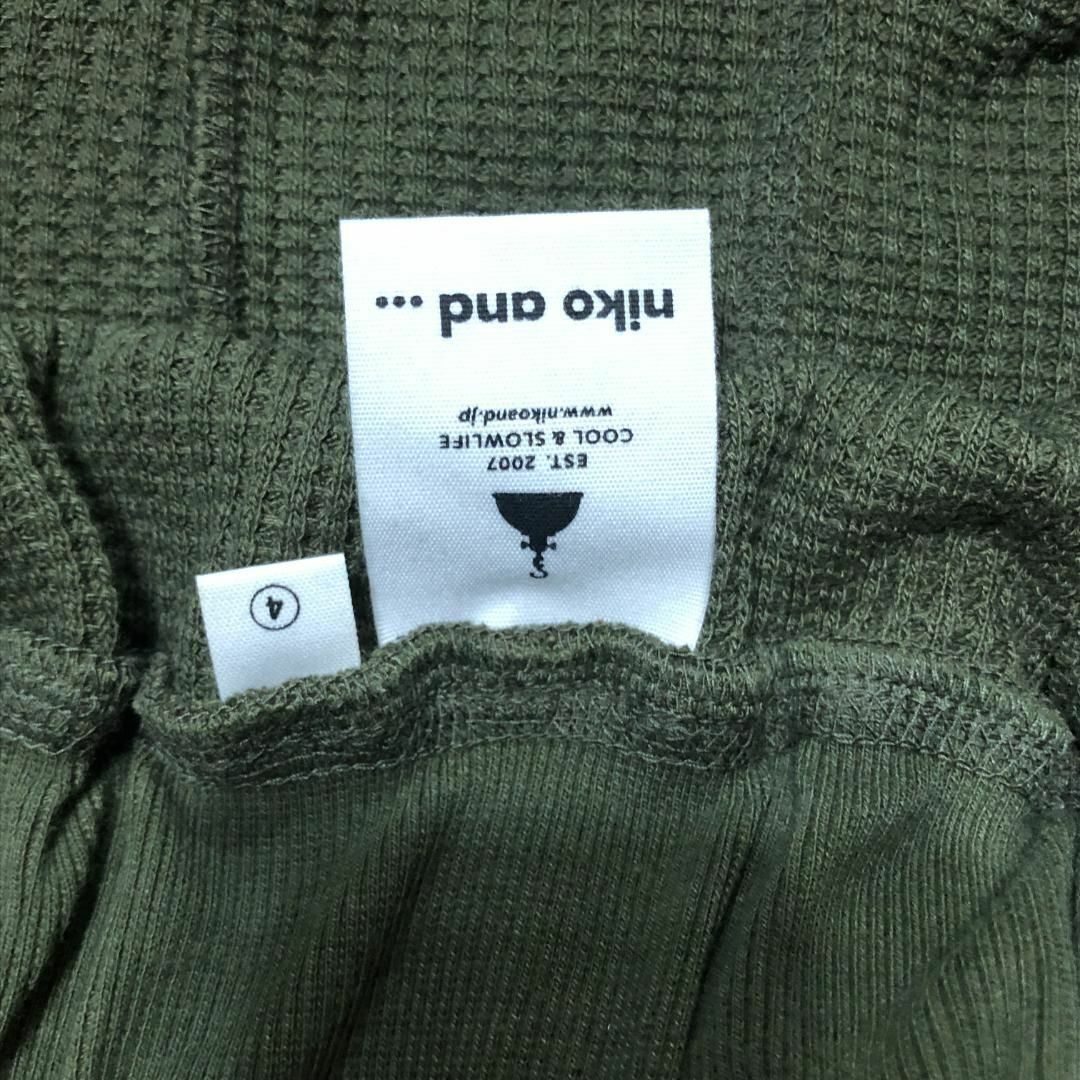 niko and ...
www.nikoand.jp
COOL & SLOWLIFE
EST. 2007
④